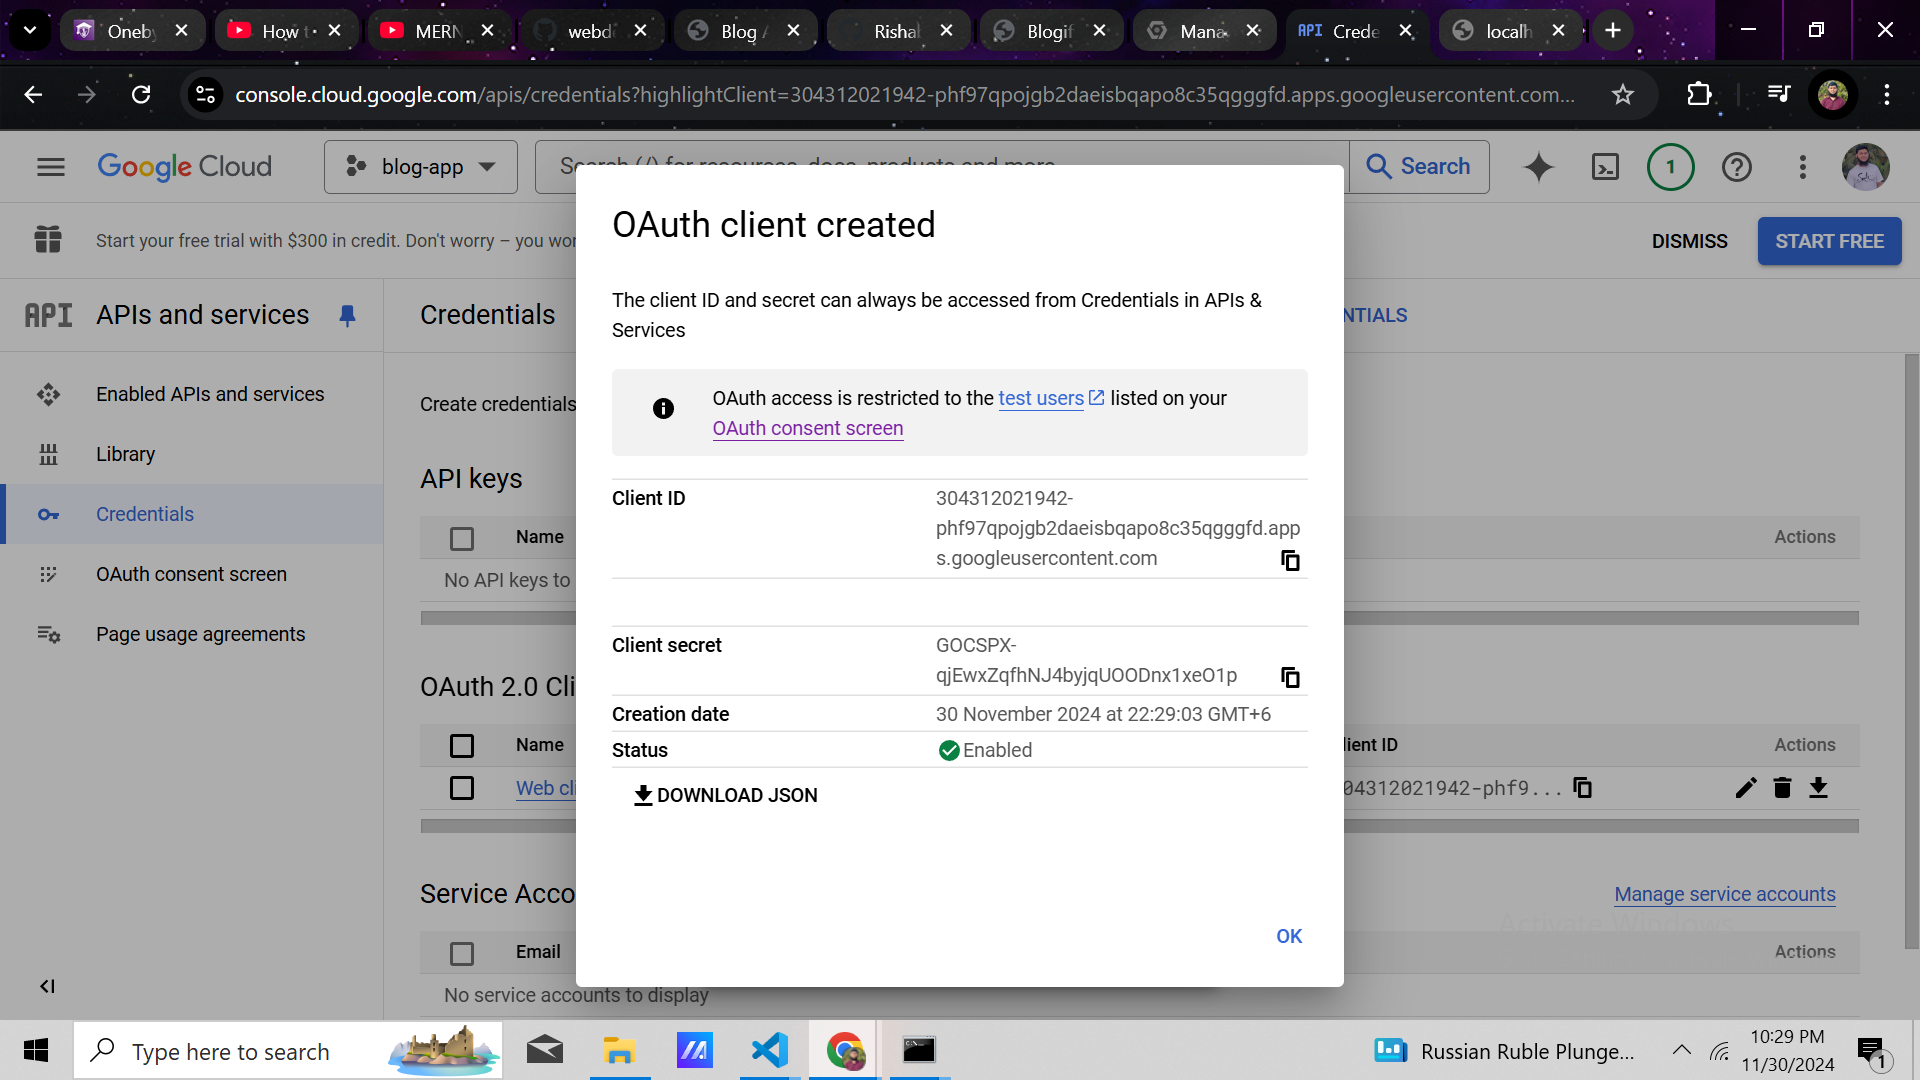 Oneb
How t
MERN
webd
Blog /
Rishal
Blogif
Mana
API Crede
localh
console.cloud.google.com/apis/credentials?highlightClient=304312021942-phf97qpojgb2daeisbqapo8c35qgggfd.apps.googleusercontent.com...
Google Cloud
blog-app
Search (/) for resources, docs, products and more
Search
1
Start your free trial with $300 in credit. Don't worry – you wo
DISMISS
START FREE
API APIs and services
Credentials
NTIALS
Enabled APIs and services
Library
Credentials
OAuth consent screen
Page usage agreements
Create credentials
API keys
Name
Actions
No API keys to
OAuth 2.0 Cli
Name
lient ID
Actions
Web cli
04312021942-phf9...
Service Acco
Manage service accounts
Email
Actions
No service accounts to display
OAuth client created
The client ID and secret can always be accessed from Credentials in APIs &
Services
OAuth access is restricted to the test users listed on your
OAuth consent screen
Client ID
304312021942-
phf97qpojgb2daeisbqapo8c35qgggfd.app
s.googleusercontent.com
Client secret
GOCSPX-
qjEwxZqfhNJ4byjqUOODnx1xeO1p
Creation date
30 November 2024 at 22:29:03 GMT+6
Status
Enabled
DOWNLOAD JSON
OK
Activate Windows
Type here to search
Russian Ruble Plunge...
10:29 PM
11/30/2024
1